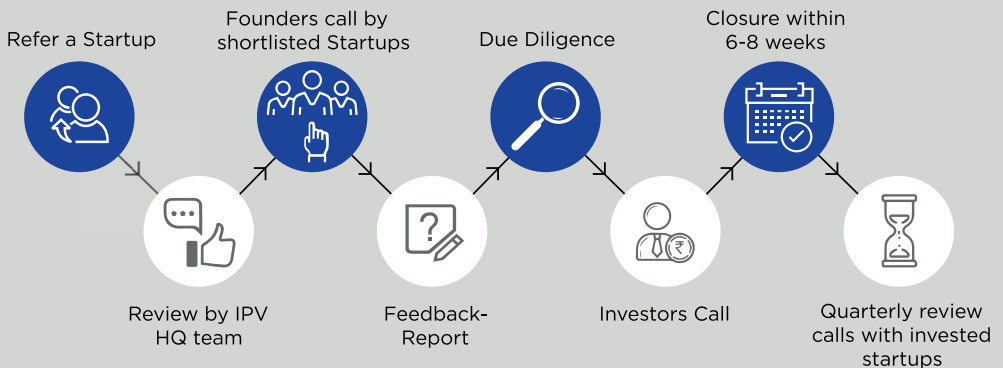 Refer a Startup
Review by IPV
HQ team
Founders call by
shortlisted Startups
Feedback-
Report
Due Diligence
Investors Call
₹
Closure within
6-8 weeks
Quarterly review
calls with invested
startups